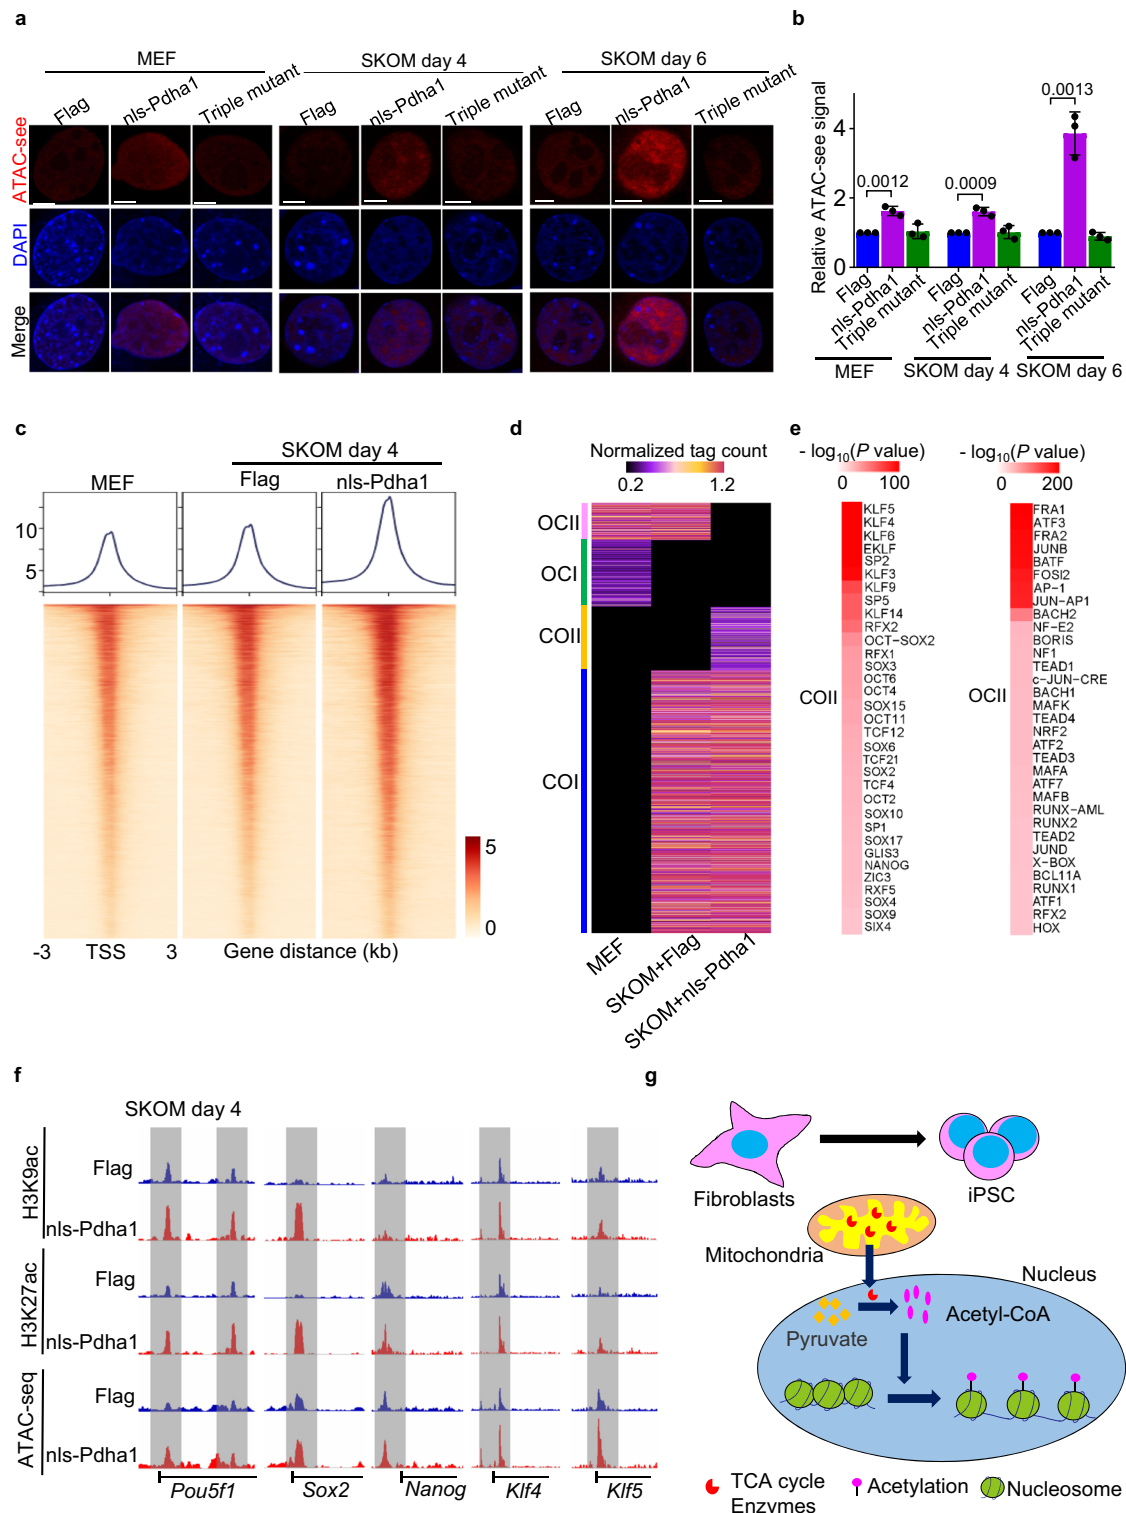 a
MEF
SKOM day 4
SKOM day 6
Flag
nls-Pdha1
Triple mutant
Flag
nls-Pdha1
Triple mutant
Flag
nls-Pdha1
Triple mutant
ATAC-see
DAPI
Merge
b
Relative ATAC-see signal
4
2
0
0.0012
0.0009
0.0013
Flag
nls-Pdha1
Triple mutant
Flag
nls-Pdha1
Triple mutant
Flag
nls-Pdha1
Triple mutant
MEF
SKOM day 4
SKOM day 6
c
SKOM day 4
MEF
Flag
nls-Pdha1
10
5
5
0
-3
TSS
3
Gene distance (kb)
d
Normalized tag count
0.2
1.2
OCII
OCI
COII
COI
MEF
SKOM+Flag
SKOM+nls-Pdha1
e
- log10(P value)
0
100
COII
KLF5
KLF4
KLF6
EKLF
SP2
KLF3
KLF9
SP5
KLF14
RFX2
OCT-SOX2
RFX1
SOX3
OCT6
OCT4
SOX15
OCT11
TCF12
SOX6
TCF21
SOX2
TCF4
OCT2
SOX10
SP1
SOX17
GLIS3
NANOG
ZIC3
RXF5
SOX4
SOX9
SIX4
- log10(P value)
0
200
OCII
FRA1
ATF3
FRA2
JUNB
BATF
FOSl2
AP-1
JUN-AP1
BACH2
NF-E2
BORIS
NF1
TEAD1
c-JUN-CRE
BACH1
MAFK
TEAD4
NRF2
ATF2
TEAD3
MAFA
ATF7
MAFB
RUNX-AML
RUNX2
TEAD2
JUND
X-BOX
BCL11A
RUNX1
ATF1
RFX2
HOX
f
SKOM day 4
H3K9ac
Flag
nls-Pdha1
H3K27ac
Flag
nls-Pdha1
ATAC-seq
Flag
nls-Pdha1
Pou5f1
Sox2
Nanog
Klf4
Klf5
g
Fibroblasts
iPSC
Mitochondria
Nucleus
Pyruvate
Acetyl-CoA
TCA cycle
Enzymes
Acetylation
Nucleosome